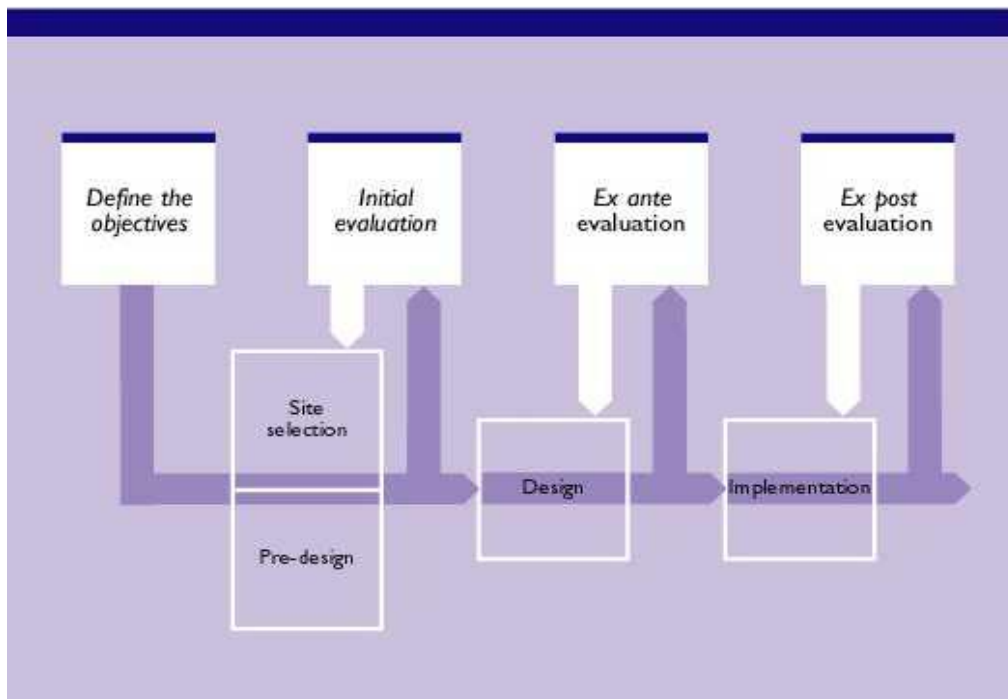 Define the
objectives
Initial
evaluation
Ex ante
evaluation
Ex post
evaluation
Site
selection
Pre-design
Design
Implementation